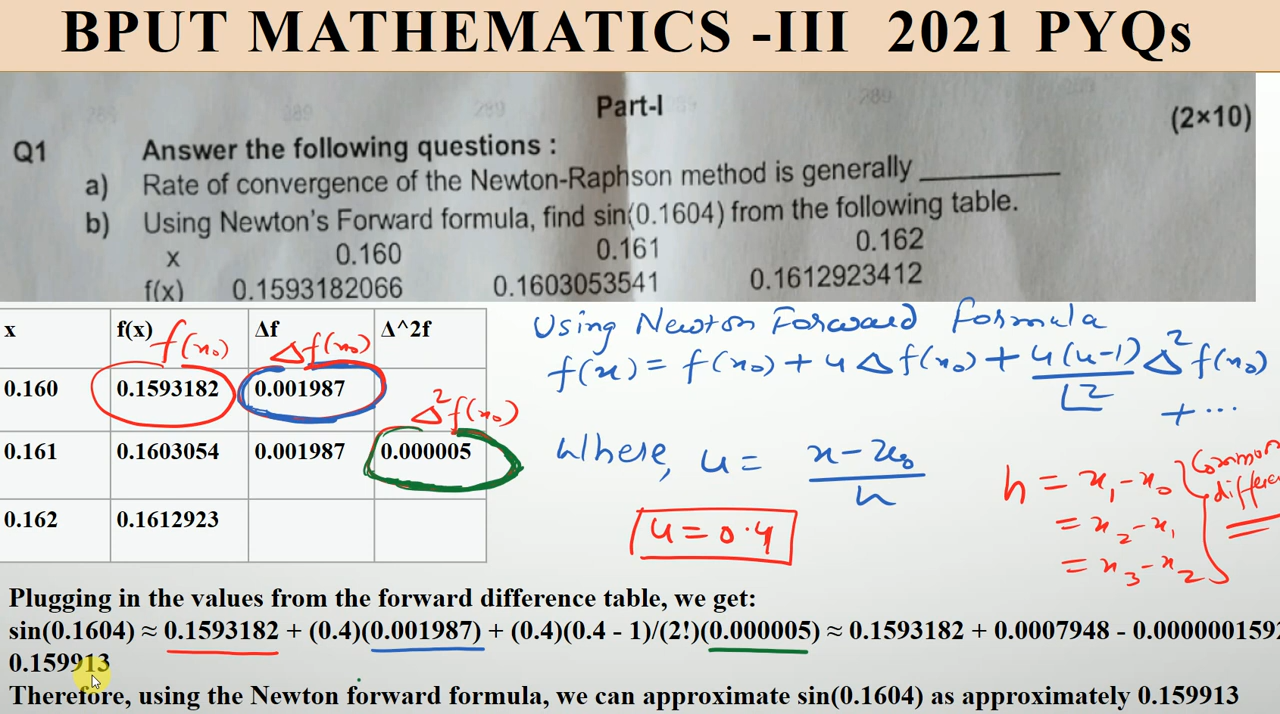 BPUT MATHEMATICS -III 2021 PYQs
Part-I
(2×10)
Q1 Answer the following questions :
a) Rate of convergence of the Newton-Raphson method is generally ________
b) Using Newton's Forward formula, find sin(0.1604) from the following table.
x 0.160 0.161 0.162
f(x) 0.1593182066 0.1603053541 0.1612923412
x f(x) Δf Δ^2f
f(x₀) Δf(x₀)
0.160 0.1593182 0.001987
Δ²f(x₀)
0.161 0.1603054 0.001987 0.000005
0.162 0.1612923
Using Newton Forward formula
f(x) = f(x₀) + u Δf(x₀) + u(u-1)/⌊2 Δ² f(x₀)
+ ...
Where, u = x - x₀ / h
u = 0.4
h = x₁ - x₀
= x₂ - x₁
= x₃ - x₂
Common
differe
Plugging in the values from the forward difference table, we get:
sin(0.1604) ≈ 0.1593182 + (0.4)(0.001987) + (0.4)(0.4 - 1)/(2!)(0.000005) ≈ 0.1593182 + 0.0007948 - 0.0000001592
0.159913
Therefore, using the Newton forward formula, we can approximate sin(0.1604) as approximately 0.159913